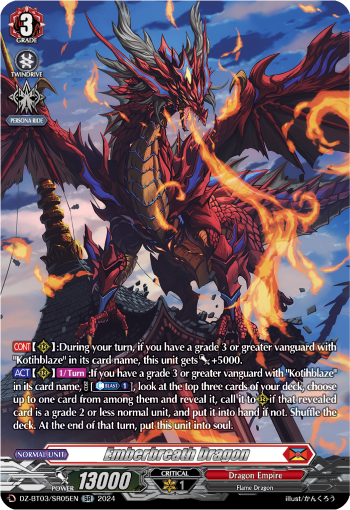 3
GRADE
TWINDRIVE
PERSONA RIDE
CONT【】:During your turn, if you have a grade 3 or greater vanguard with
"Kotihblaze" in its card name, this unit gets +5000.
ACT【】1/Turn:If you have a grade 3 or greater vanguard with "Kotihblaze"
in its card name, [BLAST 1], look at the top three cards of your deck, choose
up to one card from among them and reveal it, call it to if that revealed
card is a grade 2 or less normal unit, and put it into hand if not. Shuffle the
deck. At the end of that turn, put this unit into soul.
NORMAL UNIT
Emberbreath Dragon
POWER 13000
CRITICAL
1
Dragon Empire
Flame Dragon
DZ-BT03/SR05EN SR 2024
illust/かんくろう